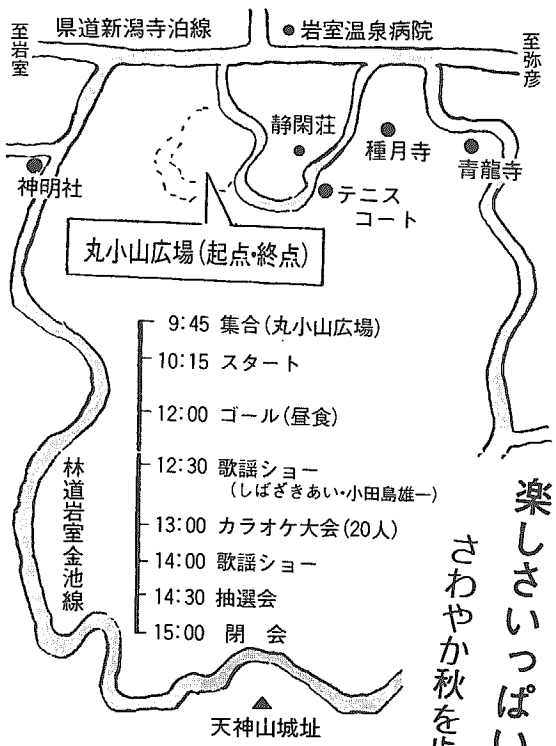 県道新潟寺泊線
岩室温泉病院
至岩室
至弥彦
静閑荘
種月寺
青龍寺
神明社
テニス
コート
丸小山広場(起点・終点)
9:45 集合(丸小山広場)
10:15 スタート
12:00 ゴール(昼食)
12:30 歌謡ショー
(しばざきあい・小田島雄一)
13:00 カラオケ大会(20人)
14:00 歌謡ショー
14:30 抽選会
15:00 閉 会
林道岩室金池線
天神山城址
楽しさいっぱい
さわやか秋を